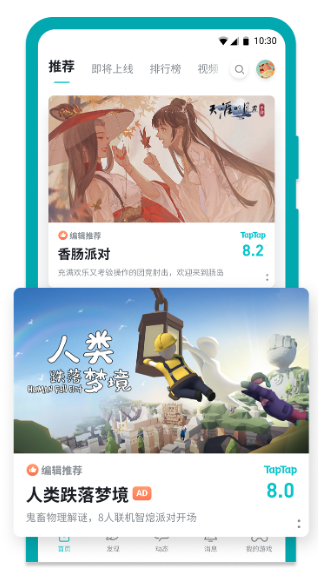 10:30
推荐 即将上线 排行榜 视频
天涯明月刀
编辑推荐 TapTap
香肠派对 8.2
充满欢乐又考验操作的团竞射击，欢迎来到肠岛
人类
跌落梦境
HUMAN FALL FLAT
编辑推荐 TapTap
人类跌落梦境 AD 8.0
鬼畜物理解谜，8人联机智熄派对开场
首页 发现 动态 消息 我的游戏